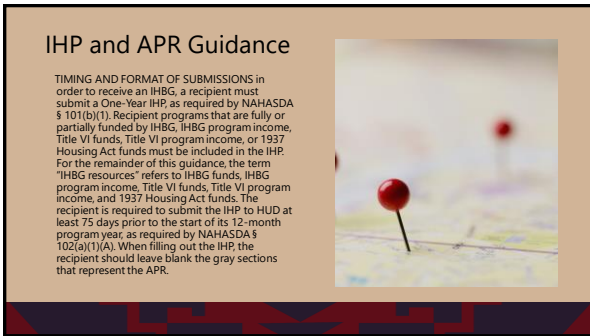 IHP and APR Guidance
TIMING AND FORMAT OF SUBMISSIONS in
order to receive an IHBG, a recipient must
submit a One-Year IHP, as required by NAHASDA
§ 101(b)(1). Recipient programs that are fully or
partially funded by IHBG, IHBG program income,
Title VI funds, Title VI program income, or 1937
Housing Act funds must be included in the IHP.
For the remainder of this guidance, the term
"IHBG resources" refers to IHBG funds, IHBG
program income, Title VI funds, Title VI program
income, and 1937 Housing Act funds. The
recipient is required to submit the IHP to HUD at
least 75 days prior to the start of its 12-month
program year, as required by NAHASDA §
102(a)(1)(A). When filling out the IHP, the
recipient should leave blank the gray sections
that represent the APR.